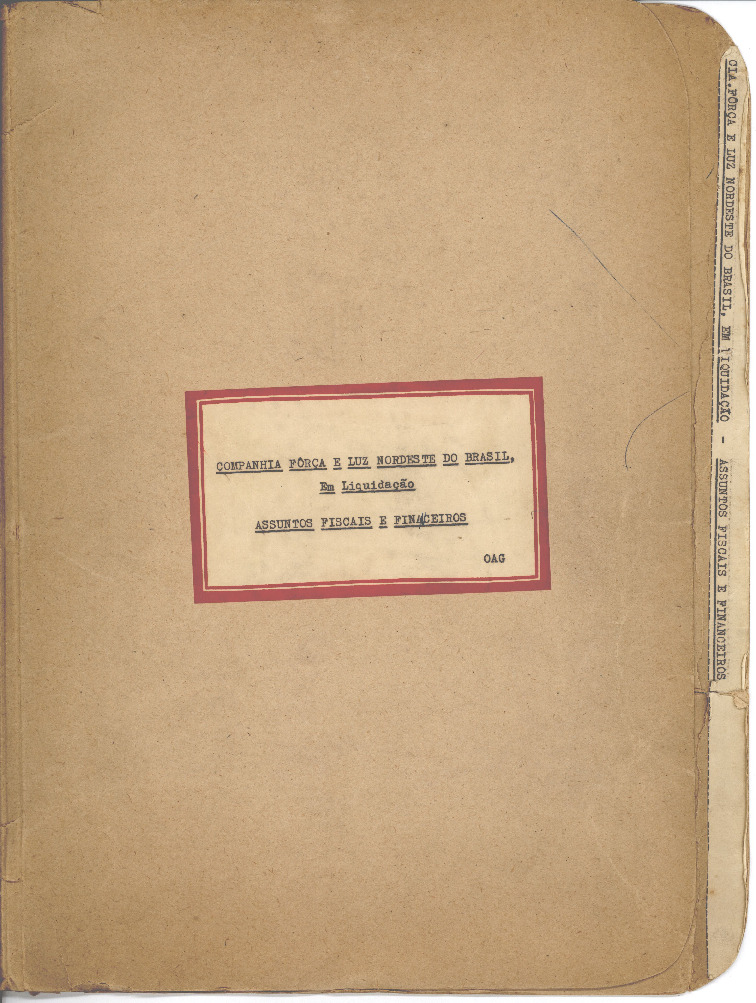 COMPANHIA FÔRÇA E LUZ NORDESTE DO BRASIL,
Em Liquidação
ASSUNTOS FISCAIS E FINACEIROS
OAG
CIA.FÔRÇA E LUZ NORDESTE DO BRASIL, EM LIQUIDAÇÃO - ASSUNTOS FISCAIS E FINANCEIROS